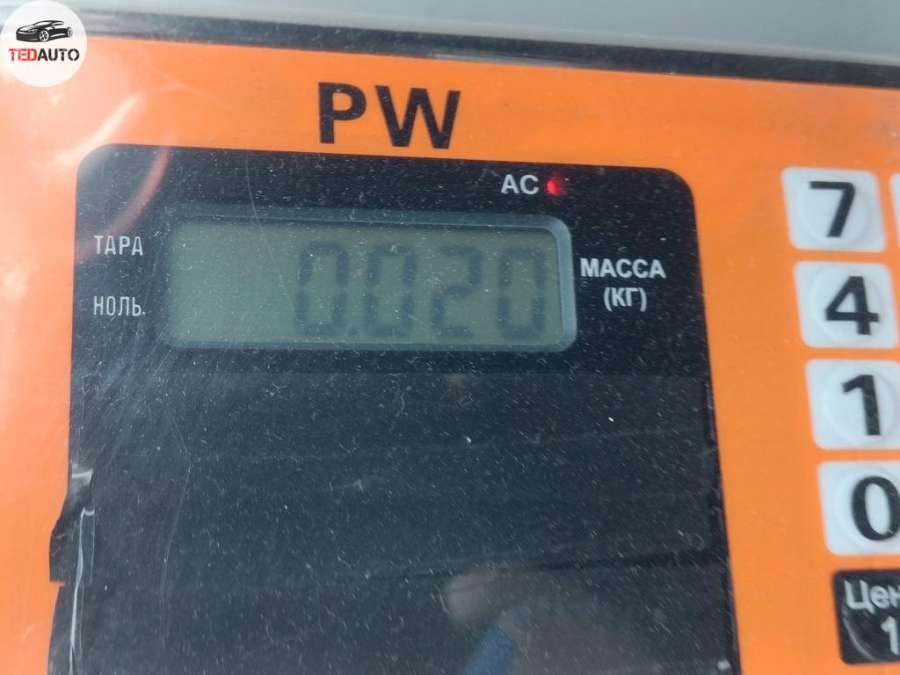 TEDAUTO
PW
AC
ТАРА
НОЛЬ
0.020
МАССА
(КГ)
7
4
1
0